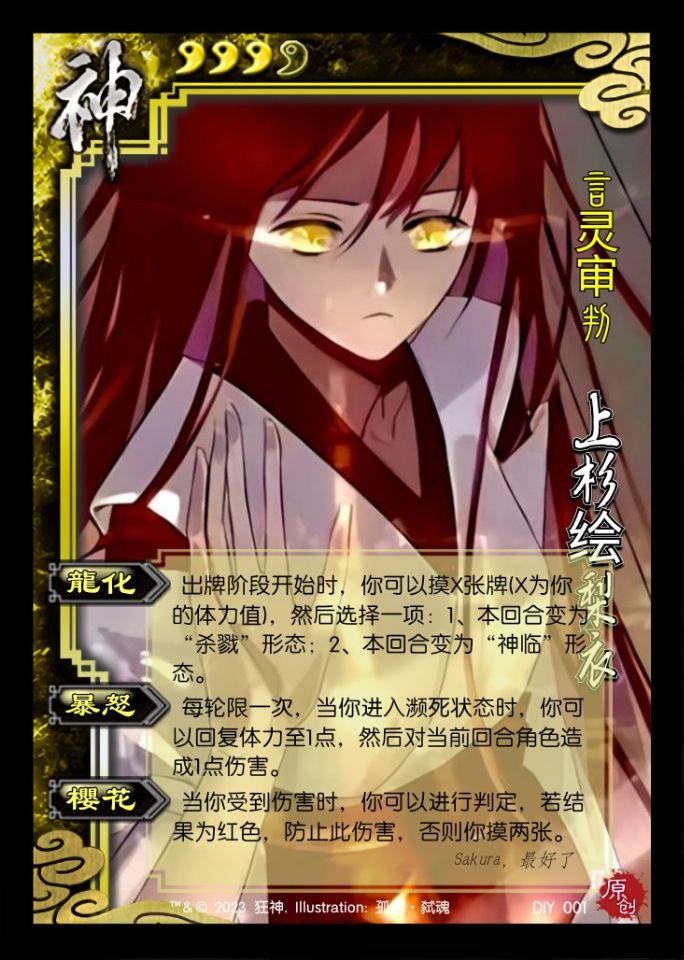 神
言灵审判
上杉绘梨衣
龍化
出牌阶段开始时，你可以摸X张牌(X为你
的体力值)，然后选择一项：1、本回合变为
“杀戮”形态；2、本回合变为“神临”形
态。
暴怒
每轮限一次，当你进入濒死状态时，你可
以回复体力至1点，然后对当前回合角色造
成1点伤害。
櫻花
当你受到伤害时，你可以进行判定，若结
果为红色，防止此伤害，否则你摸两张。
Sakura，最好了
™&© 2023 狂神. Illustration: 孤 · 弑魂
DIY 001
原创